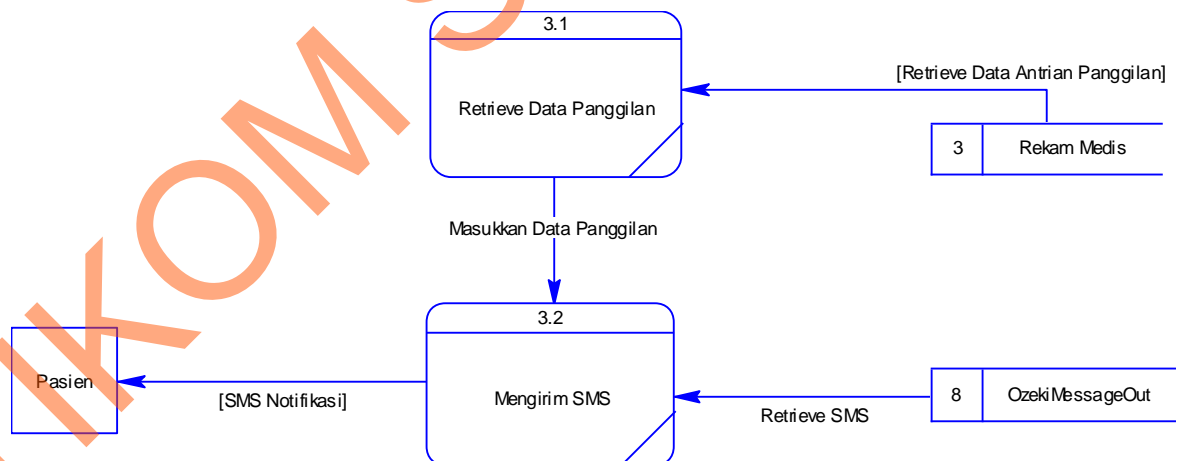 3.1
[Retrieve Data Antrian Panggilan]
Retrieve Data Panggilan
3 Rekam Medis
Masukkan Data Panggilan
3.2
Pasien
[SMS Notifikasi]
Mengirim SMS
Retrieve SMS
8 OzekiMessageOut
IKOM S